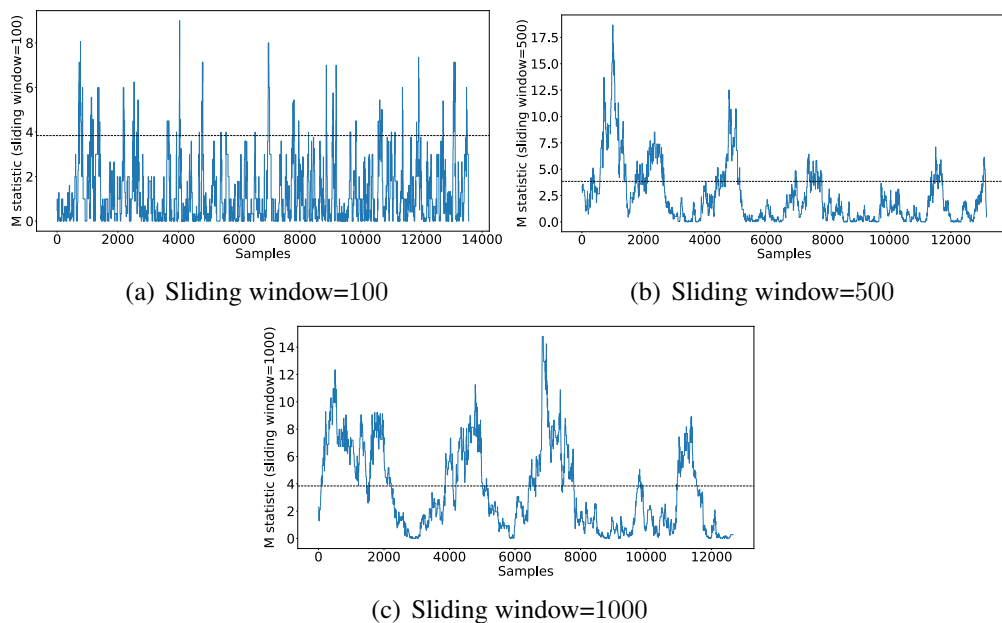 M statistic (sliding window=100)
8
6
4
2
0
0 2000 4000 6000 8000 10000 12000 14000
Samples
(a) Sliding window=100
M statistic (sliding window=500)
17.5
15.0
12.5
10.0
7.5
5.0
2.5
0.0
0 2000 4000 6000 8000 10000 12000
Samples
(b) Sliding window=500
M statistic (sliding window=1000)
14
12
10
8
6
4
2
0
0 2000 4000 6000 8000 10000 12000
Samples
(c) Sliding window=1000